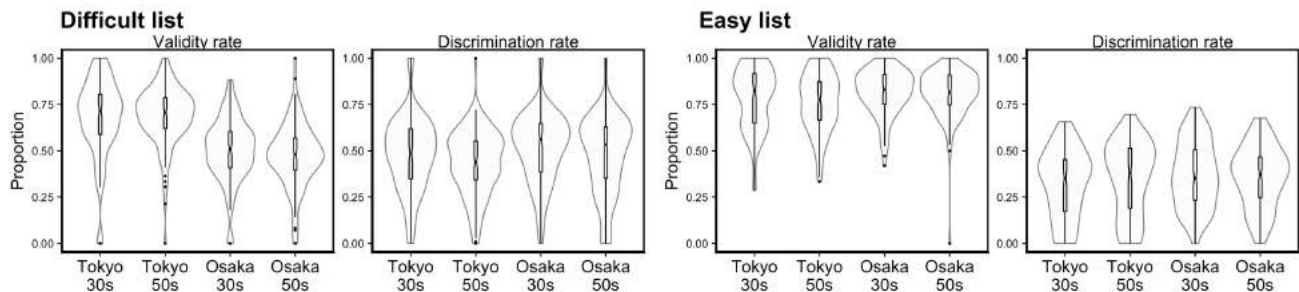 Difficult list
Validity rate
Discrimination rate
Proportion
1.00
0.75
0.50
0.25
0.00
1.00
0.75
0.50
0.25
0.00
Tokyo 30s
Tokyo 50s
Osaka 30s
Osaka 50s
Tokyo 30s
Tokyo 50s
Osaka 30s
Osaka 50s
Easy list
Validity rate
Discrimination rate
Proportion
1.00
0.75
0.50
0.25
0.00
1.00
0.75
0.50
0.25
0.00
Tokyo 30s
Tokyo 50s
Osaka 30s
Osaka 50s
Tokyo 30s
Tokyo 50s
Osaka 30s
Osaka 50s